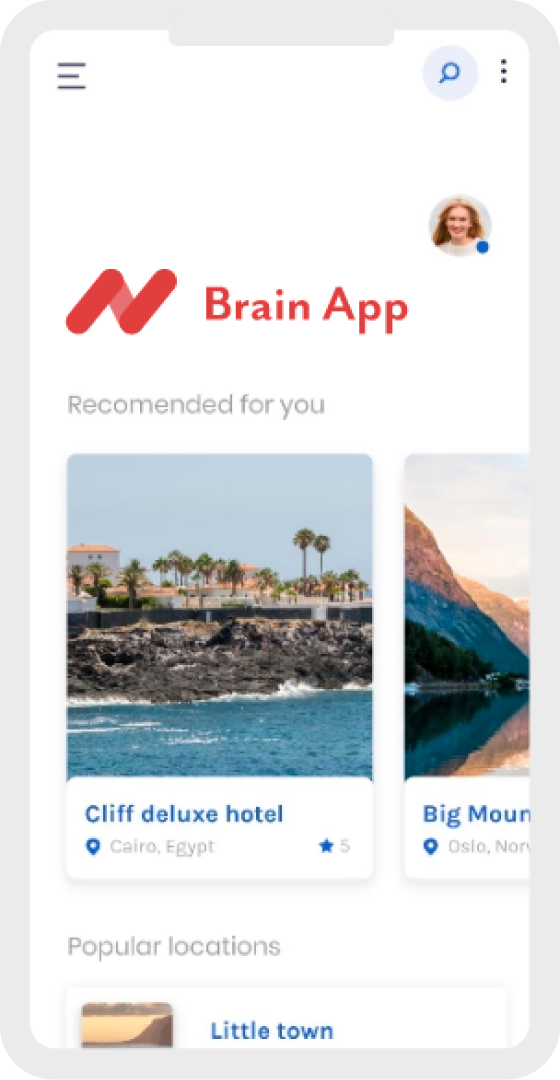 Brain App
Recomended for you
Cliff deluxe hotel
Big Moun
Cairo, Egypt
5
Oslo, Nor
Popular locations
Little town